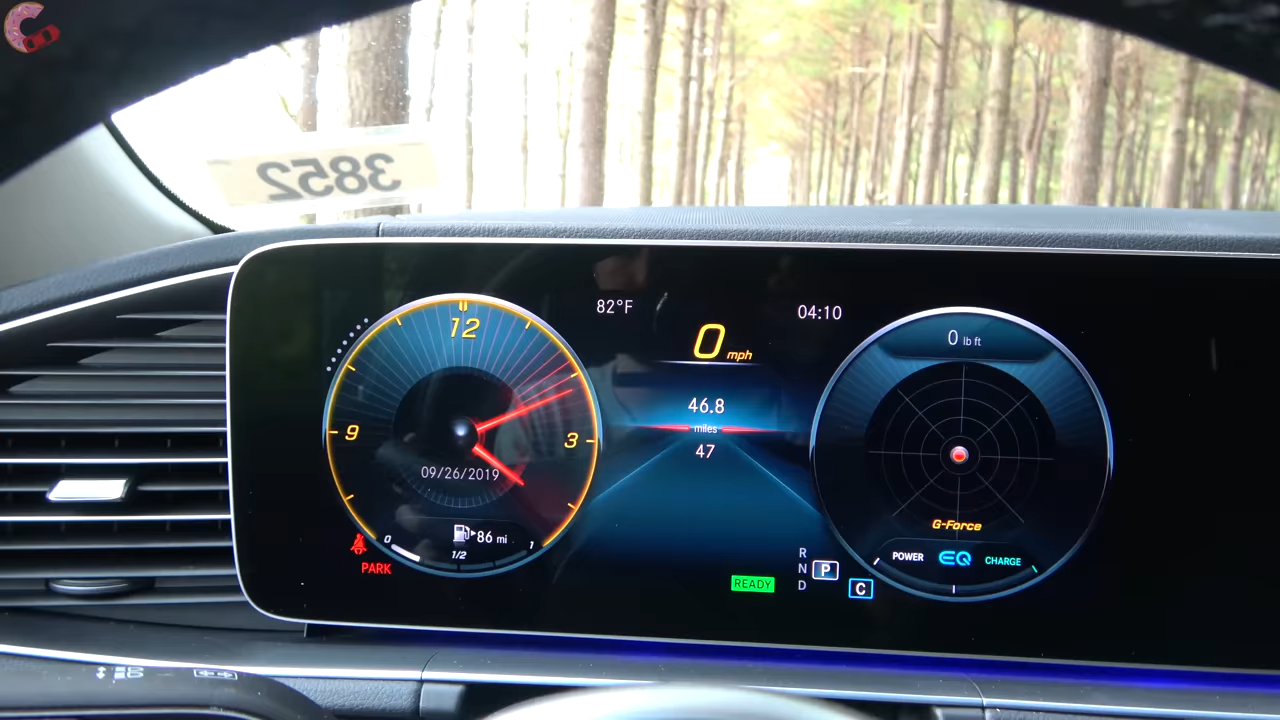 3852
82°F
04:10
0 mph
46.8
miles
47
12
9
3
09/26/2019
86 mi
0
1/2
1
PARK
0 lb ft
G-Force
POWER
EQ
CHARGE
READY
R
N
D
P
C